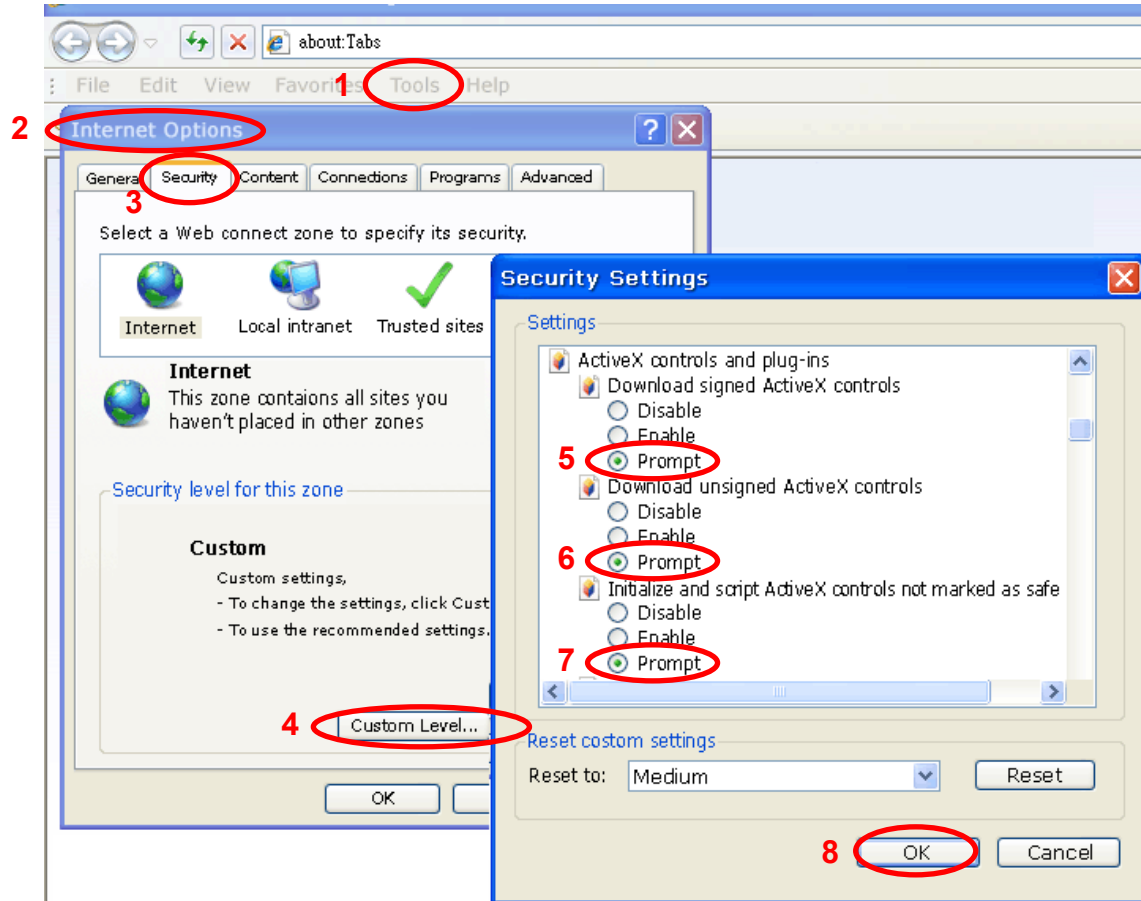 about:Tabs
File Edit View Favorites 1 Tools Help
2 Internet Options
General Security Content Connections Programs Advanced
3
Select a Web connect zone to specify its security.
Internet Local intranet Trusted sites
Internet
This zone contaions all sites you
haven't placed in other zones
Security level for this zone
Custom
Custom settings,
- To change the settings, click Cust
- To use the recommended settings.
4 Custom Level...
OK
Security Settings
Settings
ActiveX controls and plug-ins
Download signed ActiveX controls
Disable
Enable
5 Prompt
Download unsigned ActiveX controls
Disable
Enable
6 Prompt
Initialize and script ActiveX controls not marked as safe
Disable
Enable
7 Prompt
Reset costom settings
Reset to: Medium Reset
8 OK Cancel